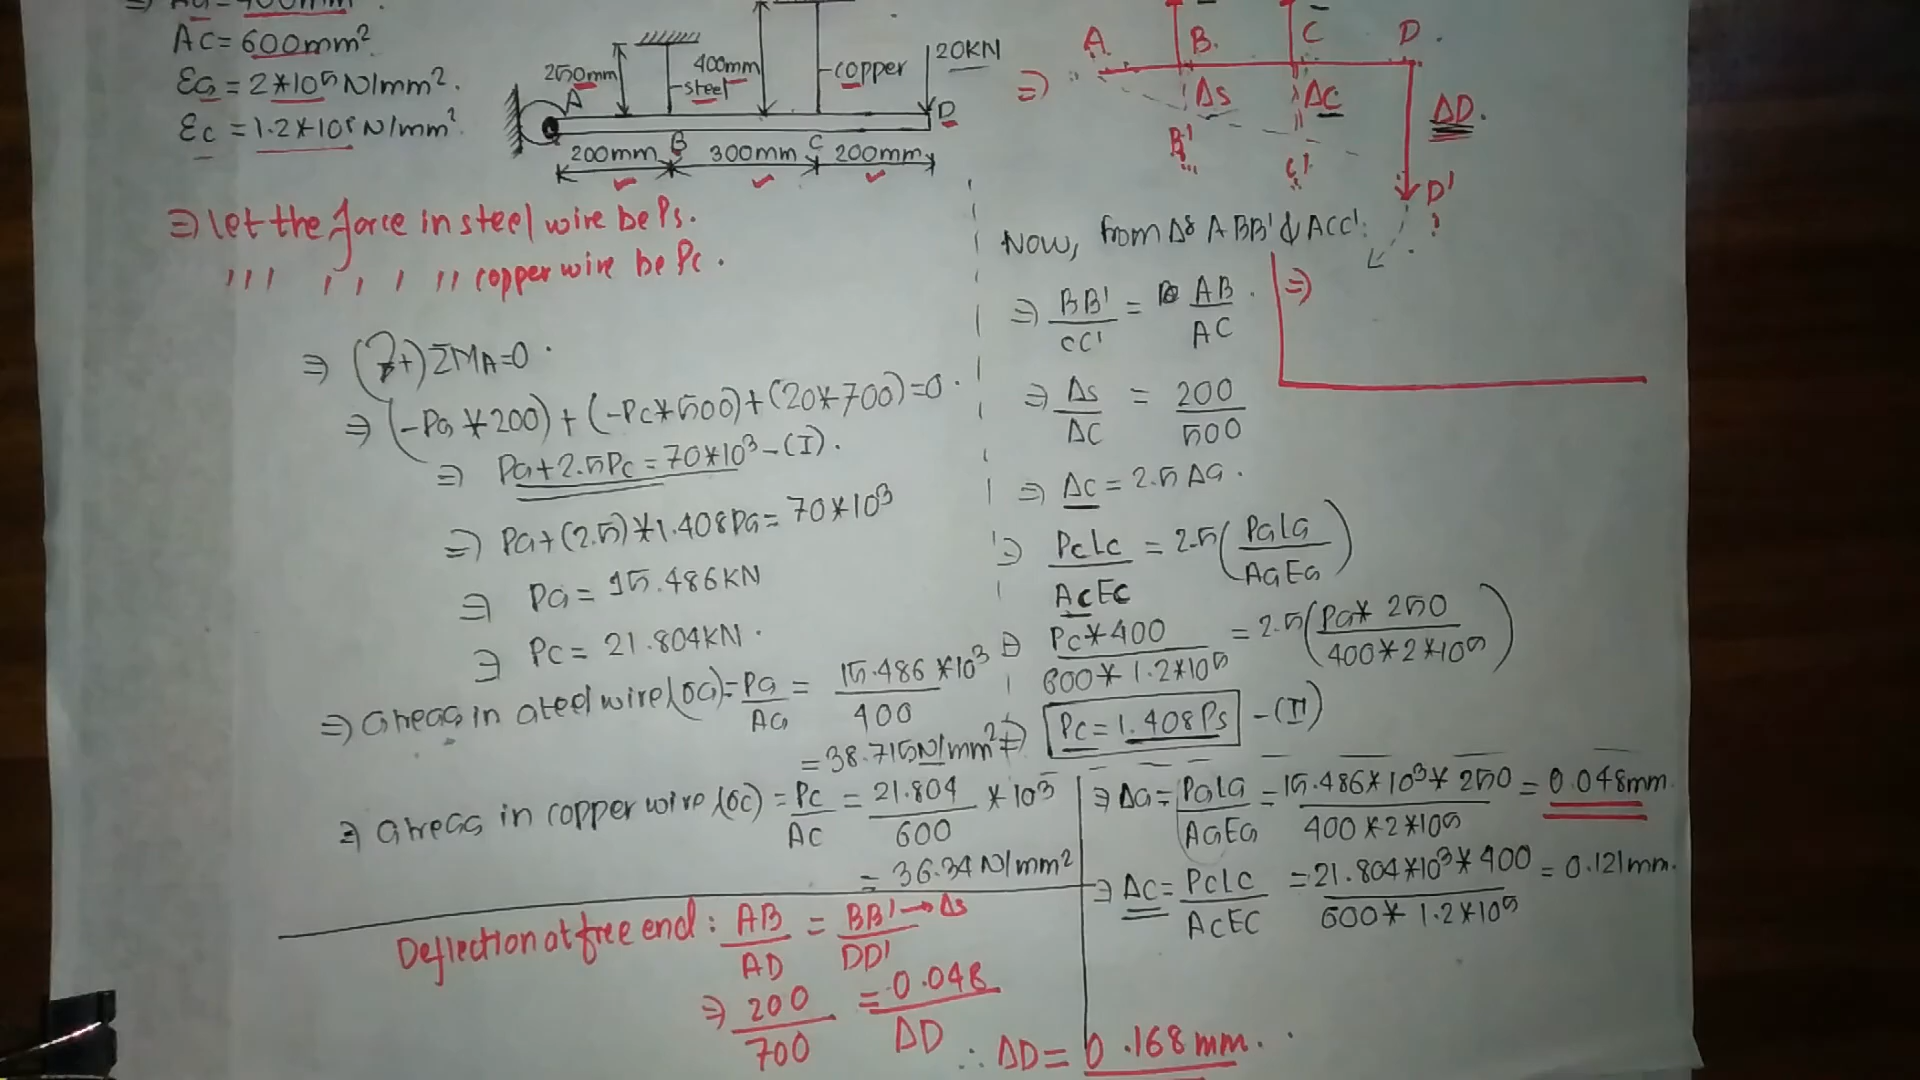 AC = 600mm²
Es = 2*10⁵ N/mm².
Ec = 1.2*10⁵ N/mm².
250mm
400mm
steel
copper
20KN
A
B
C
D
200mm
300mm
200mm
⇒ A B. C D.
Δs ΔC ΔD.
B' C' D'
⇒ let the force in steel wire be Ps.
''' ' ' ' '' copper wire be Pc.
⇒ (+) ΣMA=0.
⇒ (-Ps*200) + (-Pc*500) + (20*700)=0.
⇒ Ps+2.5Pc = 70*10³ -(I).
⇒ Ps+(2.5)*1.408Ps = 70*10³
⇒ Ps = 15.486KN
⇒ Pc = 21.804KN.
⇒ stress in steel wire(σs) = Ps/As = 15.486*10³/400
= 38.715N/mm²
⇒ stress in copper wire(σc) = Pc/Ac = 21.804/600 *10³
= 36.34 N/mm²
Deflection at free end: AB/AD = BB'→Δs/DD'
⇒ 200/700 = 0.048/ΔD
∴ ΔD = 0.168mm.
Now, from Δs ABB' & ACC'.
⇒ BB'/CC' = AB/AC. ⇒
⇒ Δs/ΔC = 200/500
⇒ ΔC = 2.5Δs.
⇒ PcLc/AcEc = 2.5(PsLs/AsEs)
⇒ Pc*400/600*1.2*10⁵ = 2.5(Ps*250/400*2*10⁵)
⇒ Pc = 1.408Ps -(II)
⇒ Δs = PsLs/AsEs = 15.486*10³*250/400*2*10⁵ = 0.048mm.
⇒ ΔC = PcLc/AcEc = 21.804*10³*400/600*1.2*10⁵ = 0.121mm.